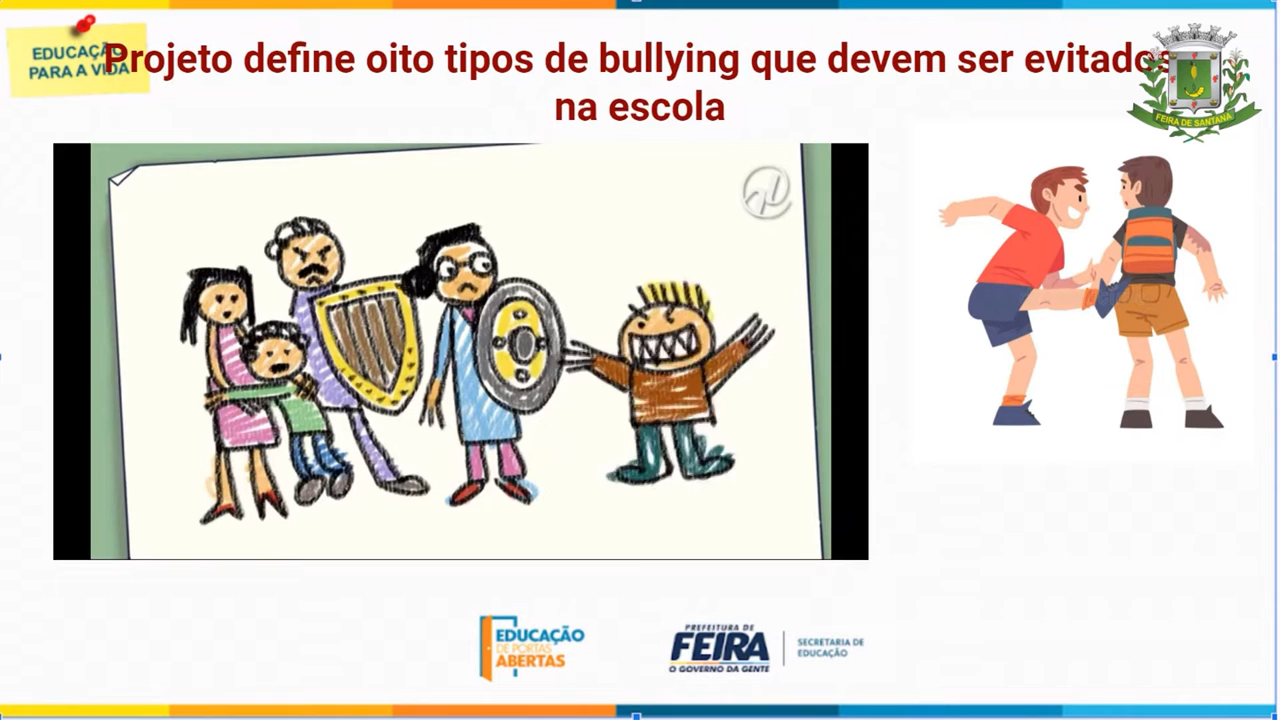 EDUCAÇÃO
PARA A VIDA
Projeto define oito tipos de bullying que devem ser evitados
na escola
FEIRA DE SANTANA
EDUCAÇÃO
DE PORTAS
ABERTAS
PREFEITURA DE
FEIRA
O GOVERNO DA GENTE
SECRETARIA DE
EDUCAÇÃO